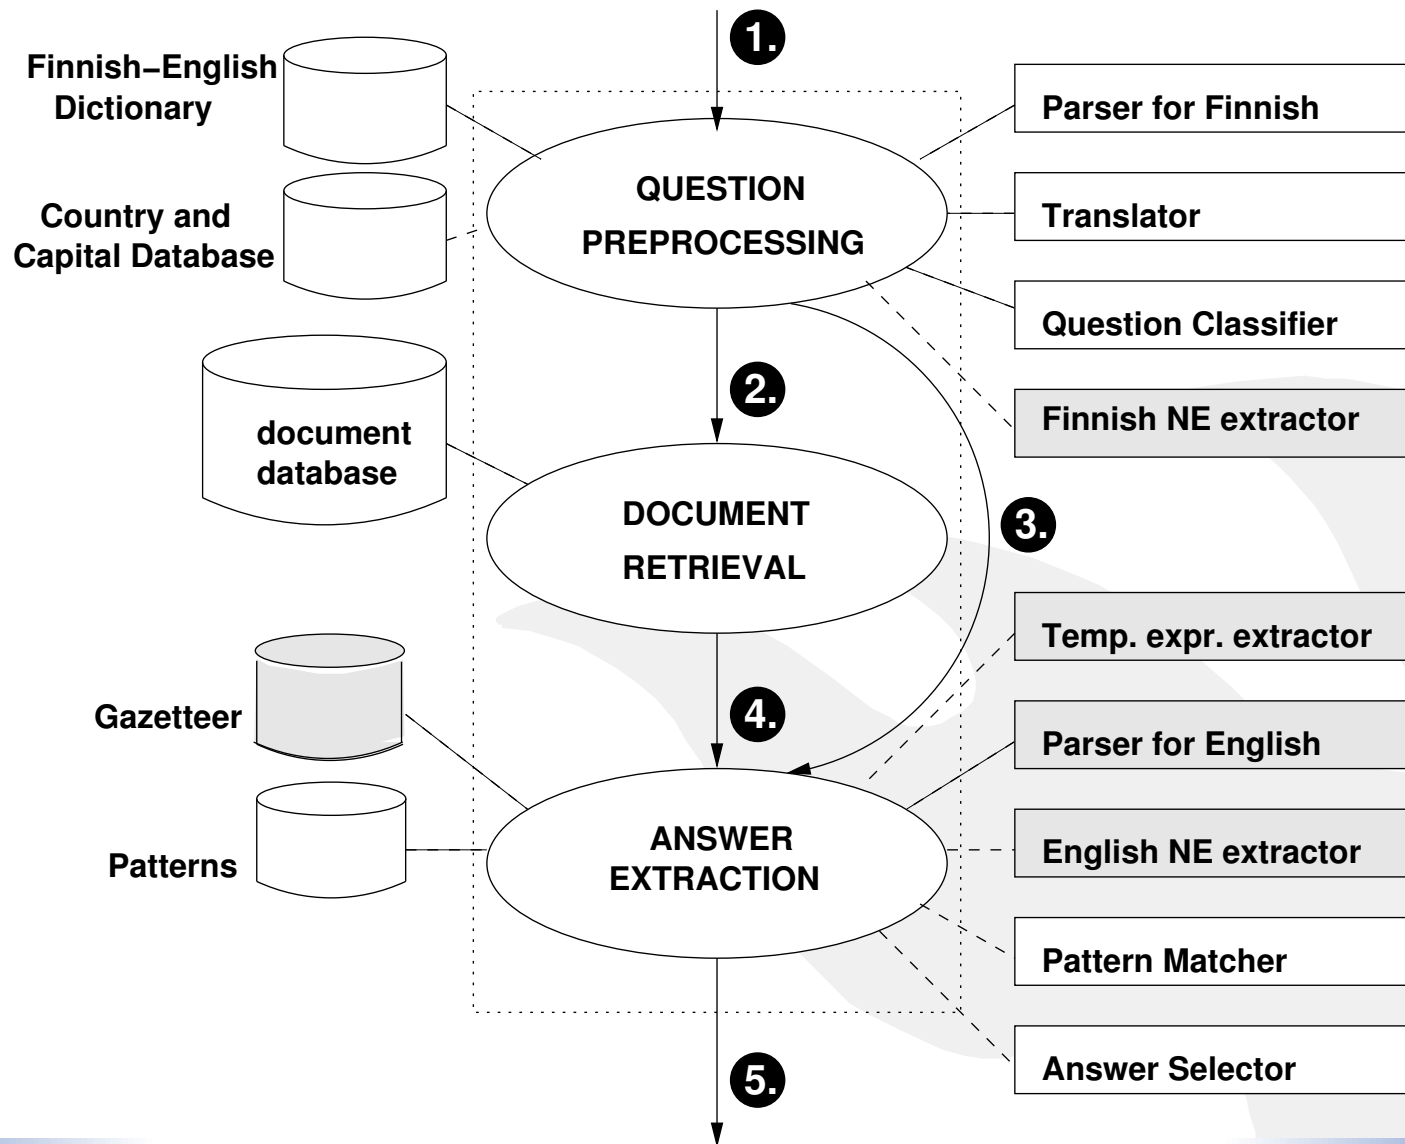 1.
Finnish–English
Dictionary
Parser for Finnish
QUESTION
PREPROCESSING
Country and
Capital Database
Translator
Question Classifier
2.
Finnish NE extractor
document
database
DOCUMENT
RETRIEVAL
3.
Temp. expr. extractor
Gazetteer
4.
Parser for English
ANSWER
EXTRACTION
English NE extractor
Patterns
Pattern Matcher
5.
Answer Selector